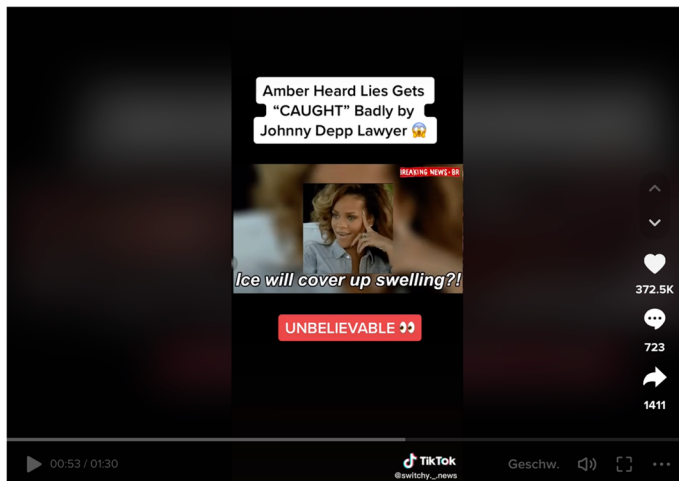 Amber Heard Lies Gets
“CAUGHT” Badly by
Johnny Depp Lawyer 😱
BREAKING NEWS • BR
Ice will cover up swelling?!
UNBELIEVABLE 👀
372.5K
723
1411
00:53 / 01:30
TikTok
@switchy._.news
Geschw.